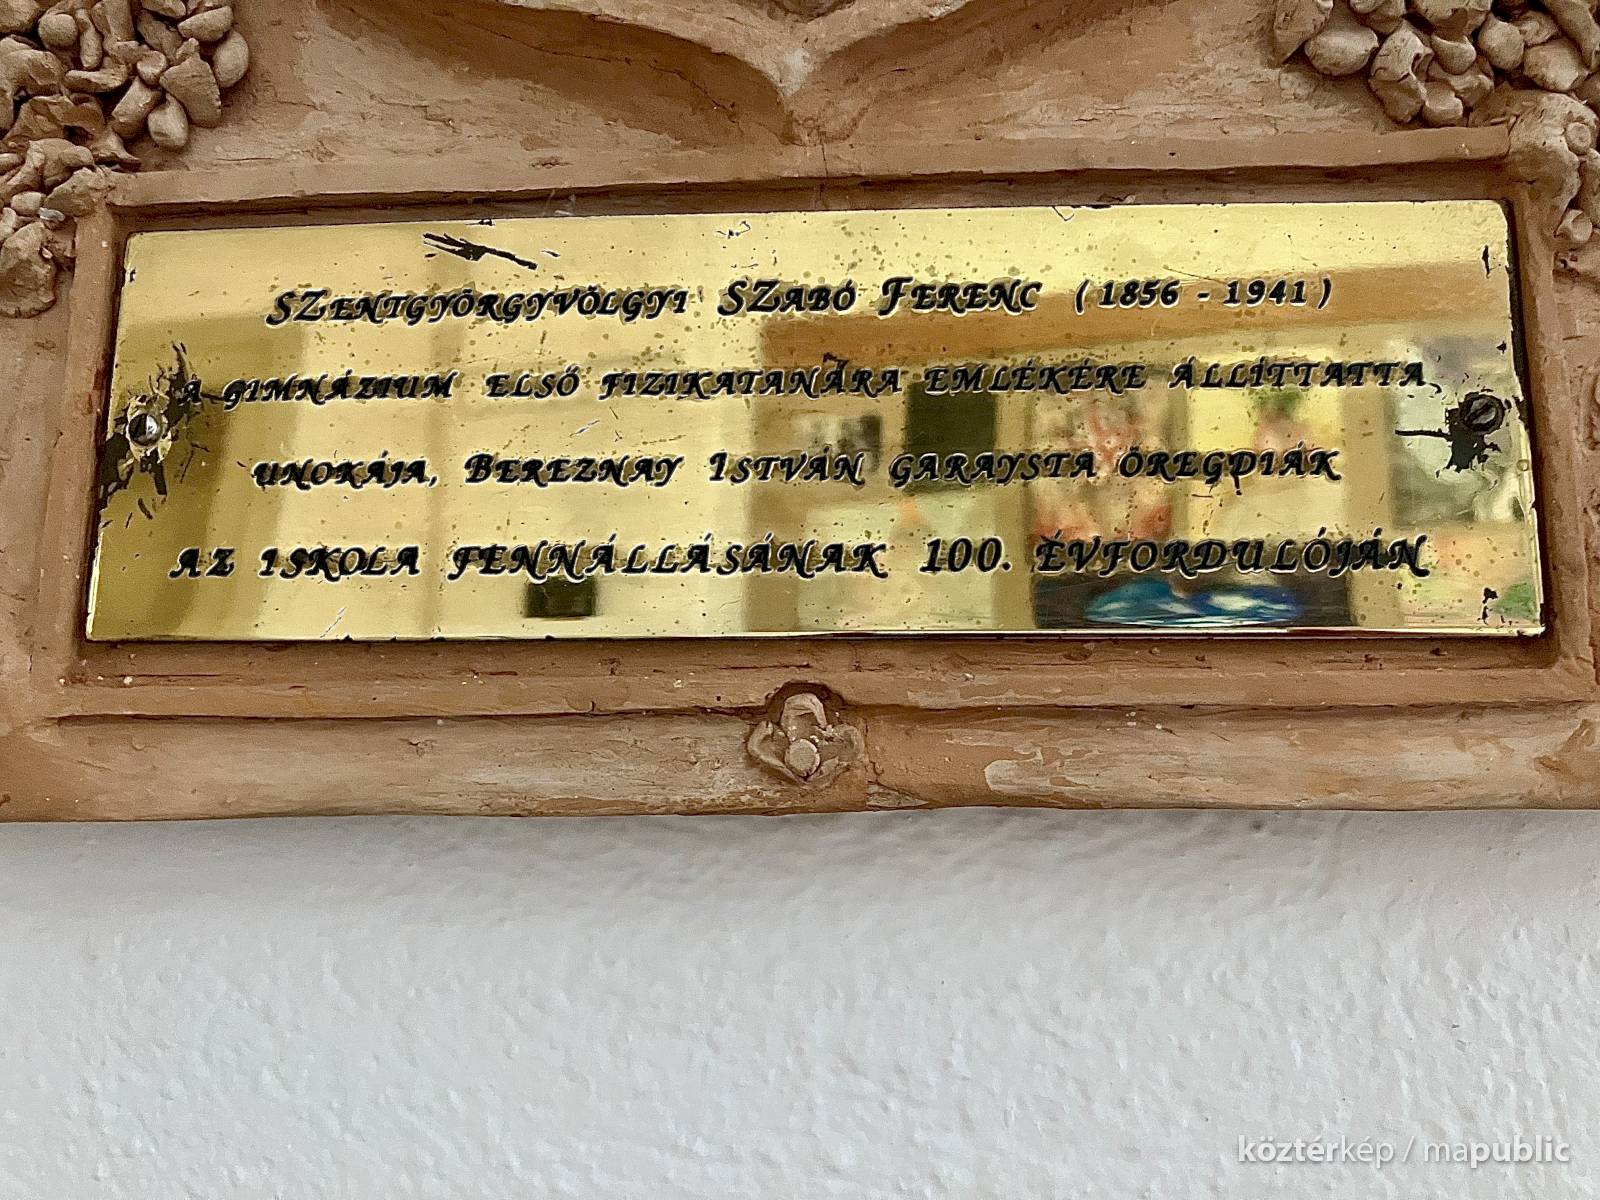 SZENTGYÖRGYVÖLGYI SZABÓ FERENC (1856 - 1941)
A GIMNÁZIUM ELSŐ FIZIKATANÁRA EMLÉKÉRE ÁLLÍTTATTA
UNOKÁJA, BEREZNAY ISTVÁN GARAYSTA ÖREGDIÁK
AZ ISKOLA FENNÁLLÁSÁNAK 100. ÉVFORDULÓJÁN
köztérkép / mapublic